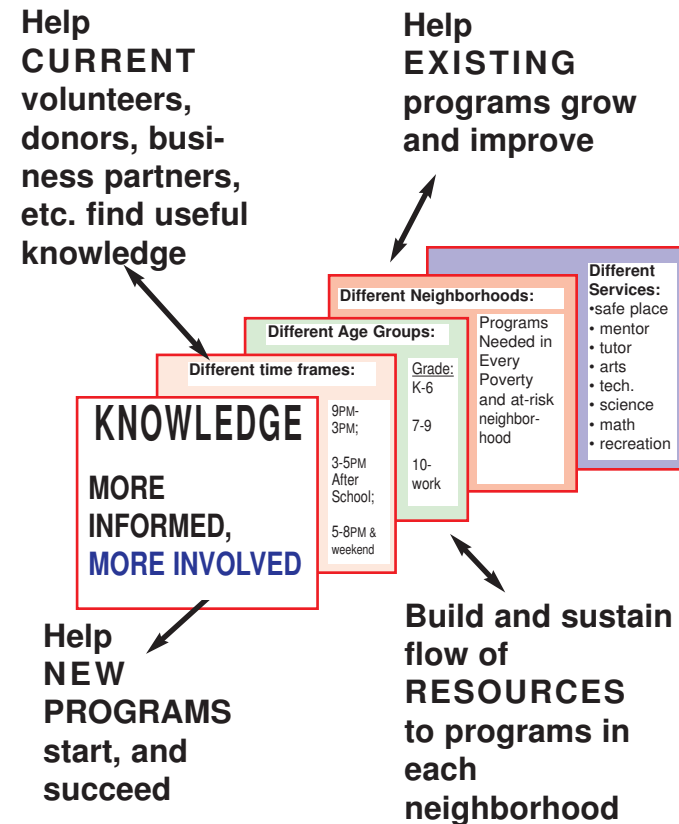 Help
CURRENT
volunteers,
donors, busi-
ness partners,
etc. find useful
knowledge
Help
EXISTING
programs grow
and improve
Different
Services:
•safe place
• mentor
• tutor
• arts
• tech.
• science
• math
• recreation
Different Neighborhoods:
Programs
Needed in
Every
Poverty
and at-risk
neighbor-
hood
Different Age Groups:
Grade:
K-6
7-9
10-
work
Different time frames:
9PM-
3PM;
3-5PM
After
School;
5-8PM &
weekend
KNOWLEDGE
MORE
INFORMED,
MORE INVOLVED
Help
NEW
PROGRAMS
start, and
succeed
Build and sustain
flow of
RESOURCES
to programs in
each
neighborhood